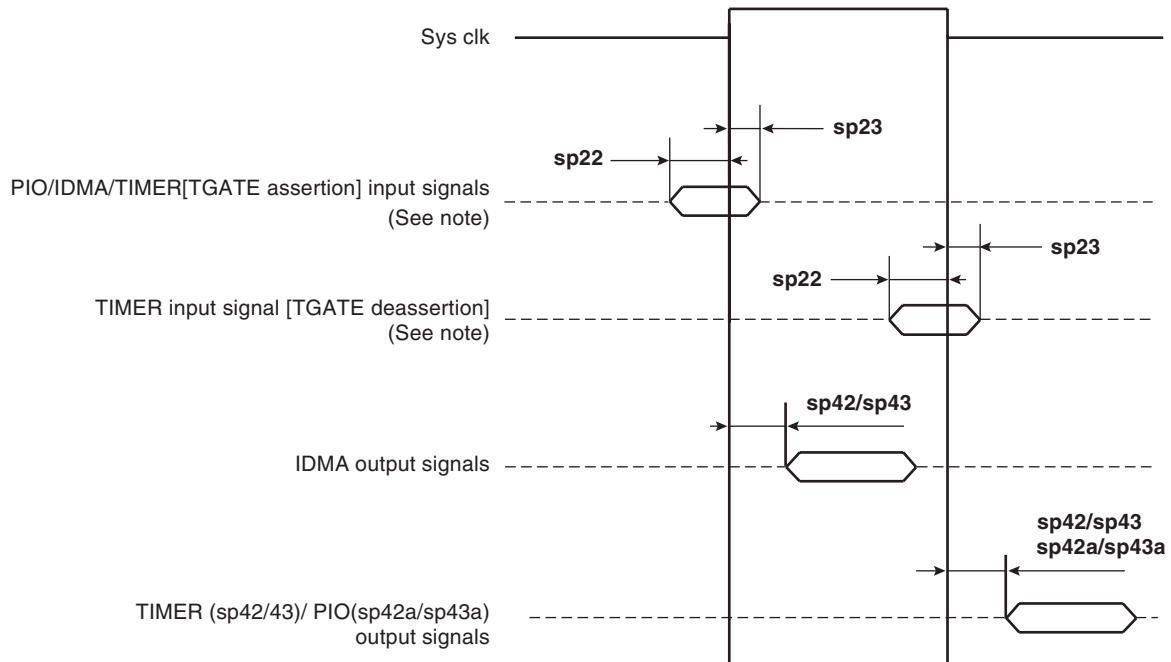 Sys clk
sp23
sp22
PIO/IDMA/TIMER[TGATE assertion] input signals
(See note)
sp23
sp22
TIMER input signal [TGATE deassertion]
(See note)
sp42/sp43
IDMA output signals
sp42/sp43
sp42a/sp43a
TIMER (sp42/43)/ PIO(sp42a/sp43a)
output signals